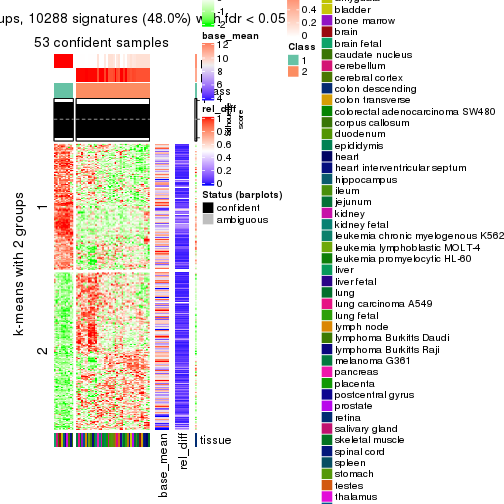 ups, 10288 signatures (48.0%) with fdr < 0.05
53 confident samples
k-means with 2 groups
1
2
base_mean
rel_diff
tissue
-2
base_mean
12
10
8
6
4
rel_diff
1
0.8
0.6
0.4
0.2
0
Status (barplots)
confident
ambiguous
score
0.4
0.2
0
Class
1
2
bladder
bone marrow
brain
brain fetal
caudate nucleus
cerebellum
cerebral cortex
colon descending
colon transverse
colorectal adenocarcinoma SW480
corpus callosum
duodenum
epididymis
heart
heart interventricular septum
hippocampus
ileum
jejunum
kidney
kidney fetal
leukemia chronic myelogenous K562
leukemia lymphoblastic MOLT-4
leukemia promyelocytic HL-60
liver
liver fetal
lung
lung carcinoma A549
lung fetal
lymph node
lymphoma Burkitts Daudi
lymphoma Burkitts Raji
melanoma G361
pancreas
placenta
postcentral gyrus
prostate
retina
salivary gland
skeletal muscle
spinal cord
spleen
stomach
testes
thalamus